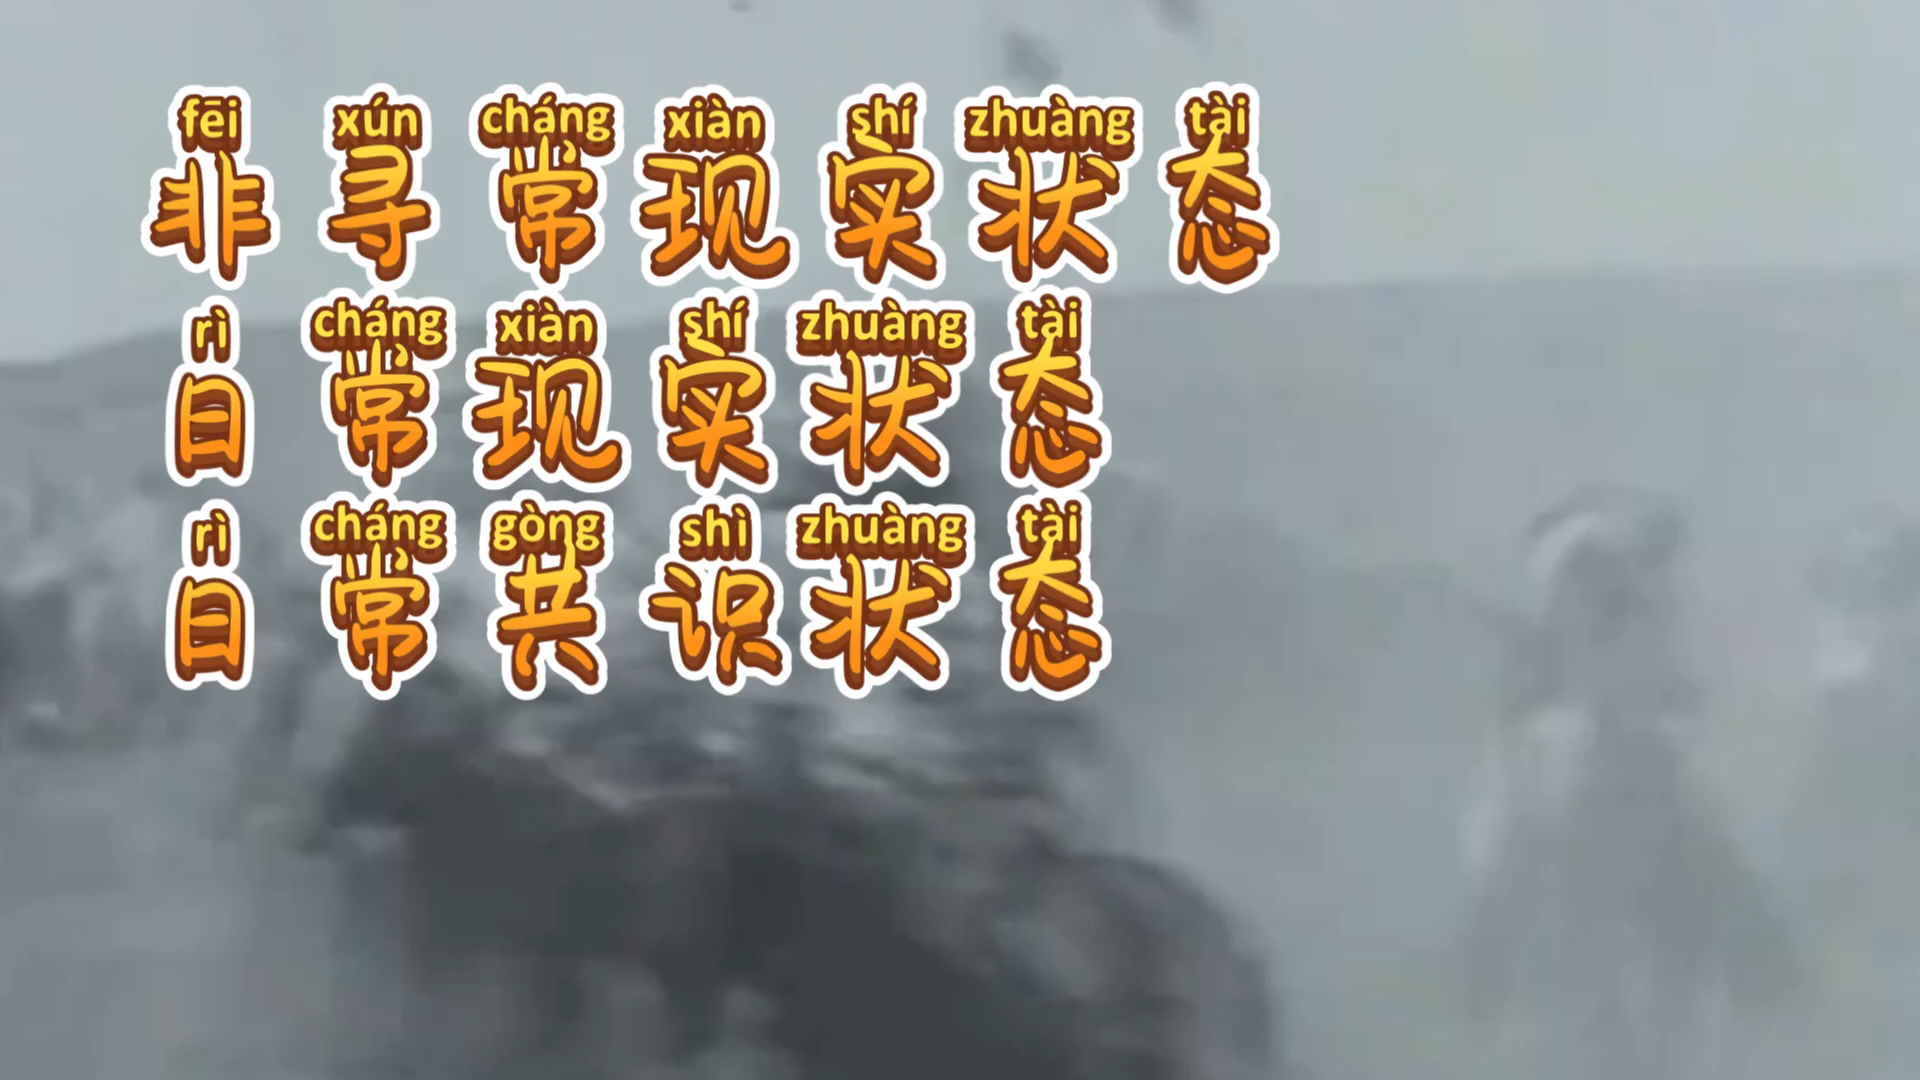 fēi xún cháng xiàn shí zhuàng tài
非寻常现实状态
rì cháng xiàn shí zhuàng tài
日常现实状态
rì cháng gòng shì zhuàng tài
日常共识状态